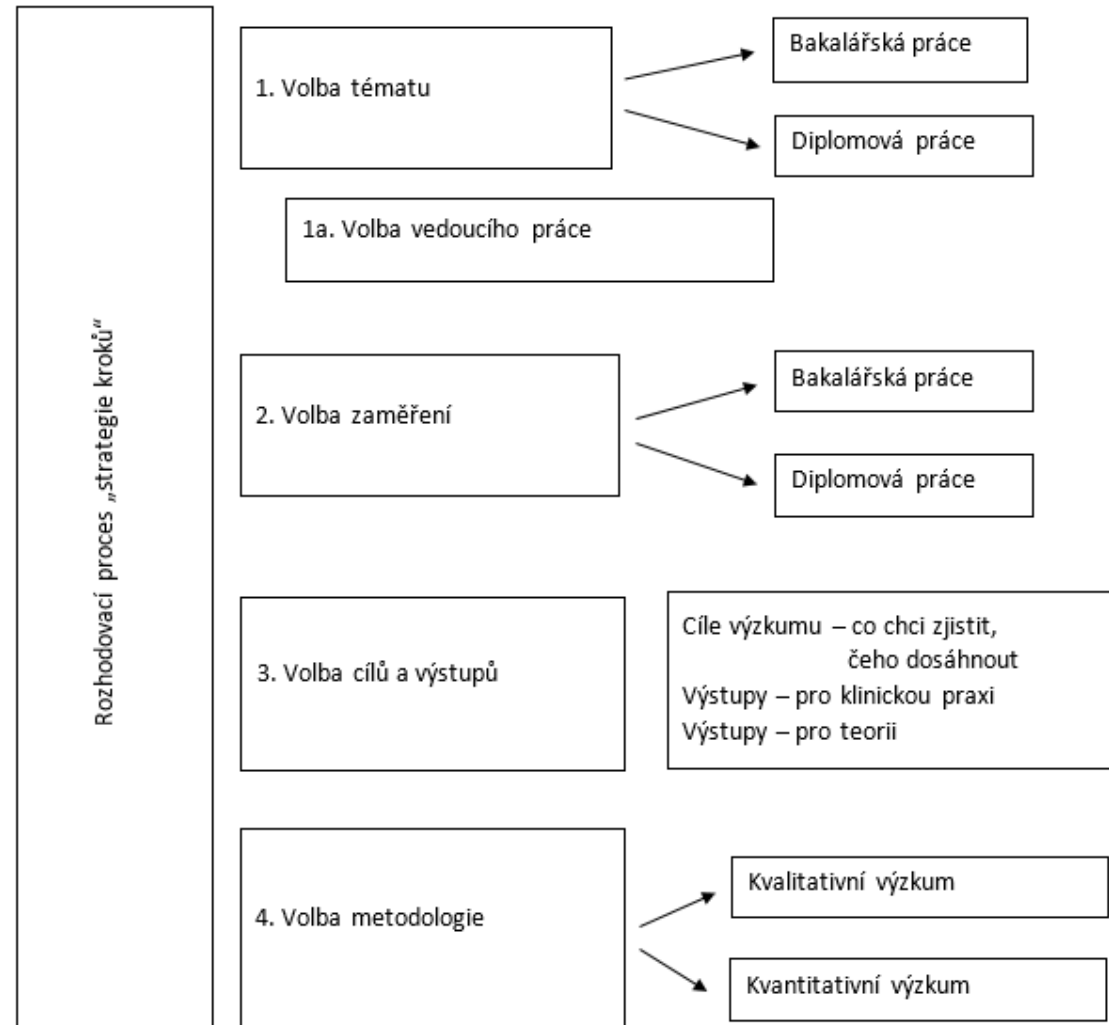 Rozhodovací proces „strategie kroků“
1. Volba tématu
Bakalářská práce
Diplomová práce
1a. Volba vedoucího práce
2. Volba zaměření
Bakalářská práce
Diplomová práce
3. Volba cílů a výstupů
Cíle výzkumu – co chci zjistit,
čeho dosáhnout
Výstupy – pro klinickou praxi
Výstupy – pro teorii
4. Volba metodologie
Kvalitativní výzkum
Kvantitativní výzkum